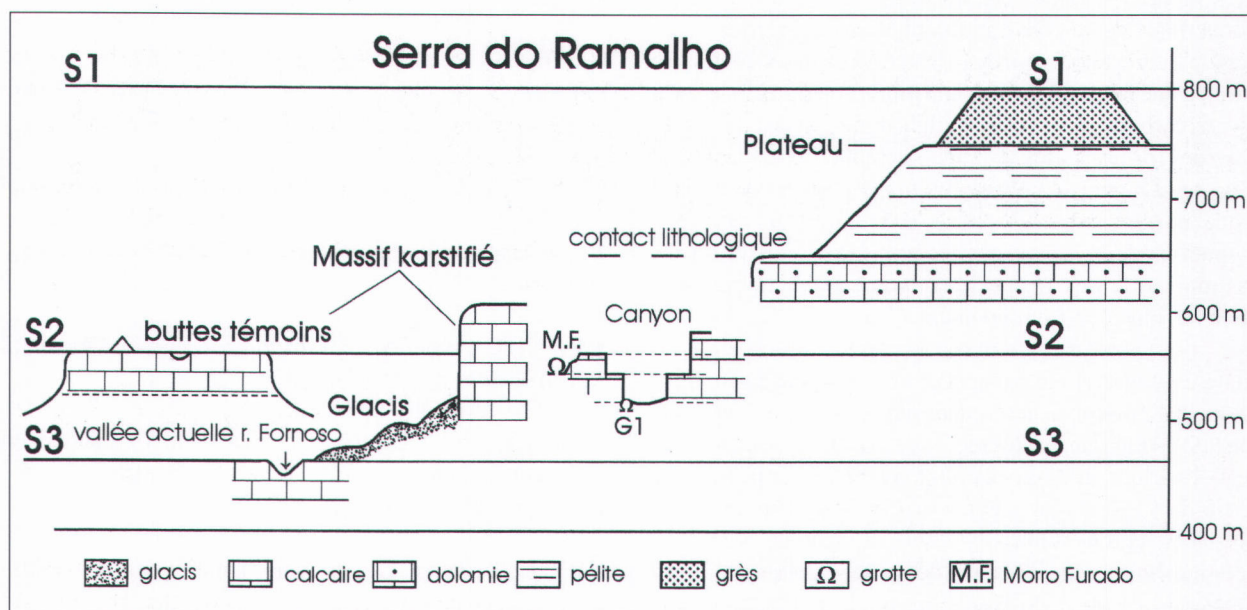 Serra do Ramalho
S1
S1
800 m
Plateau
700 m
contact lithologique
Massif karstifié
600 m
Canyon
S2
buttes témoins
M.F.
S2
Ω
Glacis
Ω
G1
500 m
vallée actuelle r. Fornoso
S3
S3
400 m
glacis calcaire dolomie pélite grès Ω grotte M.F. Morro Furado